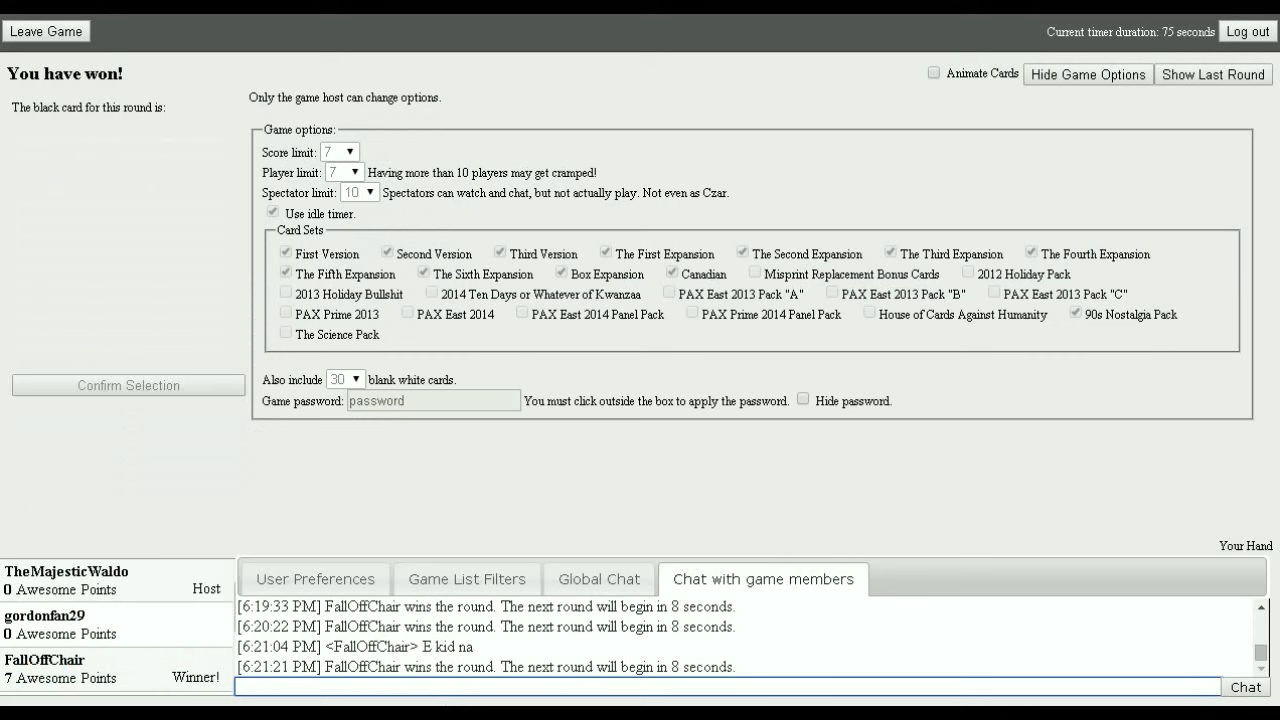 Leave Game
Current timer duration: 75 seconds
Log out
You have won!
Animate Cards
Hide Game Options
Show Last Round
The black card for this round is:
Only the game host can change options.
Game options:
Score limit: 7
Player limit: 7 Having more than 10 players may get cramped!
Spectator limit: 10 Spectators can watch and chat, but not actually play. Not even as Czar.
Use idle timer.
Card Sets
First Version Second Version Third Version The First Expansion The Second Expansion The Third Expansion The Fourth Expansion
The Fifth Expansion The Sixth Expansion Box Expansion Canadian Misprint Replacement Bonus Cards 2012 Holiday Pack
2013 Holiday Bullshit 2014 Ten Days or Whatever of Kwanzaa PAX East 2013 Pack "A" PAX East 2013 Pack "B" PAX East 2013 Pack "C"
PAX Prime 2013 PAX East 2014 PAX East 2014 Panel Pack PAX Prime 2014 Panel Pack House of Cards Against Humanity 90s Nostalgia Pack
The Science Pack
Confirm Selection
Also include 30 blank white cards.
Game password: password You must click outside the box to apply the password. Hide password.
Your Hand
TheMajesticWaldo
0 Awesome Points Host
gordonfan29
0 Awesome Points
FallOffChair
7 Awesome Points Winner!
User Preferences Game List Filters Global Chat Chat with game members
[6:19:33 PM] FallOffChair wins the round. The next round will begin in 8 seconds.
[6:20:22 PM] FallOffChair wins the round. The next round will begin in 8 seconds.
[6:21:04 PM] <FallOffChair> E kid na
[6:21:21 PM] FallOffChair wins the round. The next round will begin in 8 seconds.
Chat